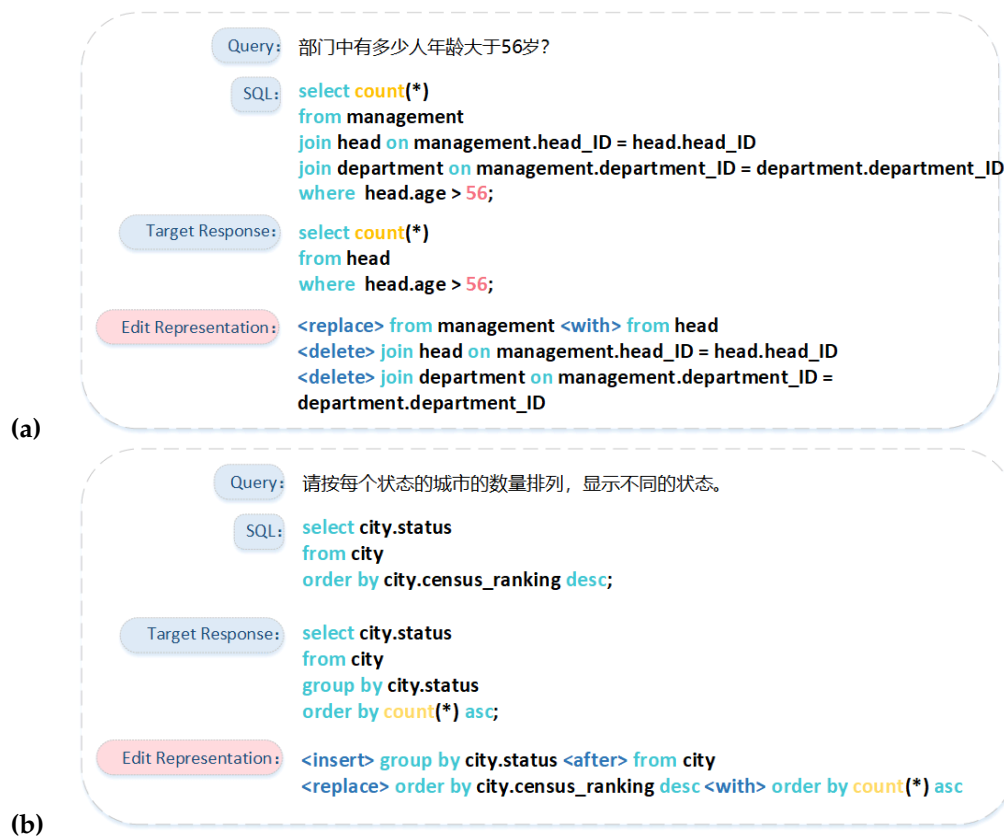 Query： 部门中有多少人年龄大于56岁？
SQL： select count(*)
from management
join head on management.head_ID = head.head_ID
join department on management.department_ID = department.department_ID
where head.age > 56;
Target Response： select count(*)
from head
where head.age > 56;
Edit Representation： <replace> from management <with> from head
<delete> join head on management.head_ID = head.head_ID
<delete> join department on management.department_ID =
department.department_ID
(a)
Query： 请按每个状态的城市的数量排列，显示不同的状态。
SQL： select city.status
from city
order by city.census_ranking desc;
Target Response： select city.status
from city
group by city.status
order by count(*) asc;
Edit Representation： <insert> group by city.status <after> from city
<replace> order by city.census_ranking desc <with> order by count(*) asc
(b)